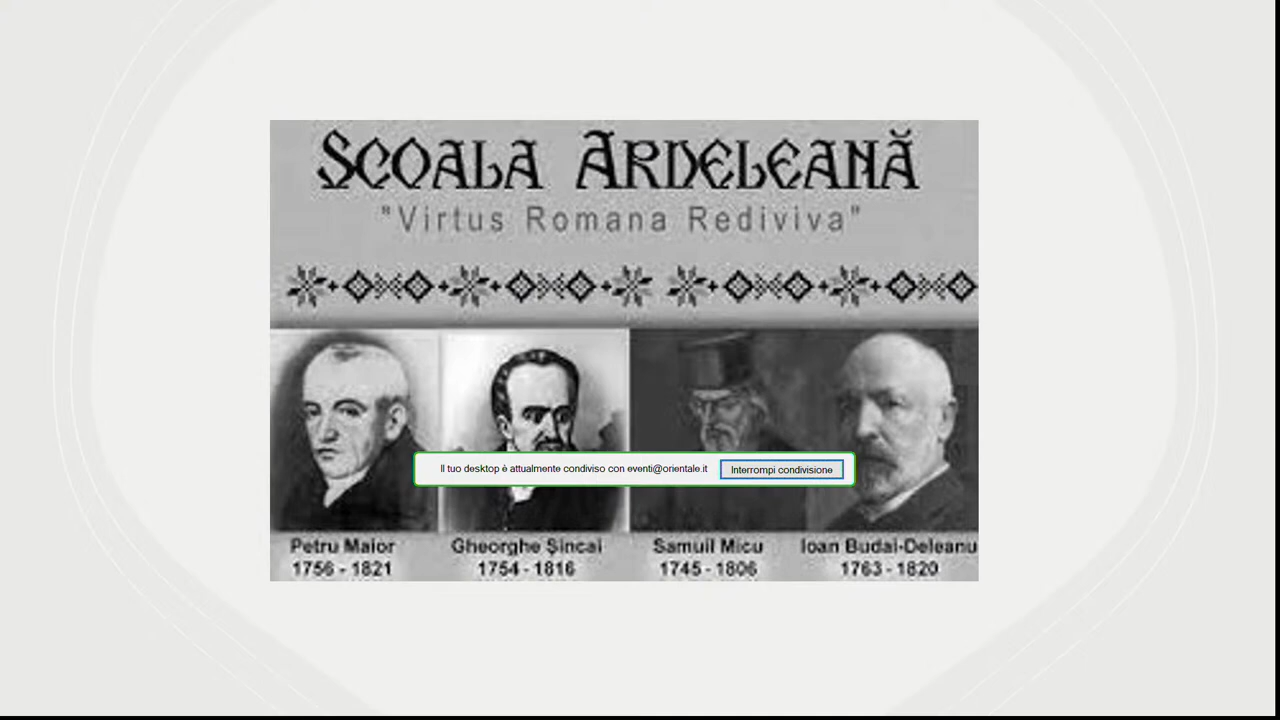 ȘCOALA ARDELEANĂ
"Virtus Romana Rediviva"
Il tuo desktop è attualmente condiviso con eventi@orientale.it
Interrompi condivisione
Petru Maior
1756 - 1821
Gheorghe Şincai
1754 - 1816
Samuil Micu
1745 - 1806
Ioan Budai-Deleanu
1763 - 1820